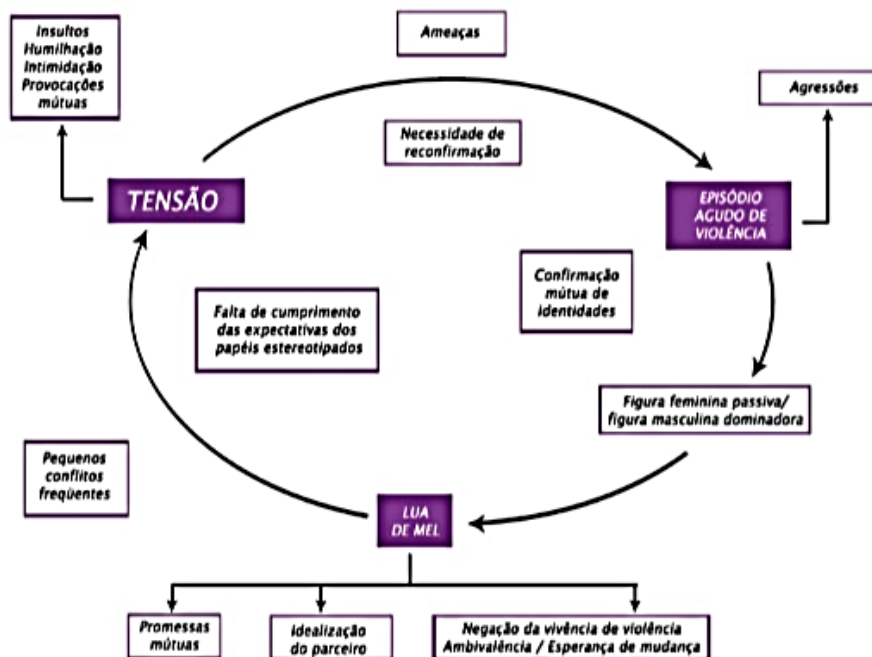 Insultos
Humilhação
Intimidação
Provocações
mútuas
Ameaças
Agressões
Necessidade de
reconfirmação
TENSÃO
EPISÓDIO
AGUDO DE
VIOLÊNCIA
Confirmação
mútua de
identidades
Falta de cumprimento
das expectativas dos
papéis estereotipados
Figura feminina passiva/
figura masculina dominadora
Pequenos
conflitos
freqüentes
LUA
DE MEL
Promessas
mútuas
Idealização
do parceiro
Negação da vivência de violência
Ambivalência / Esperança de mudança